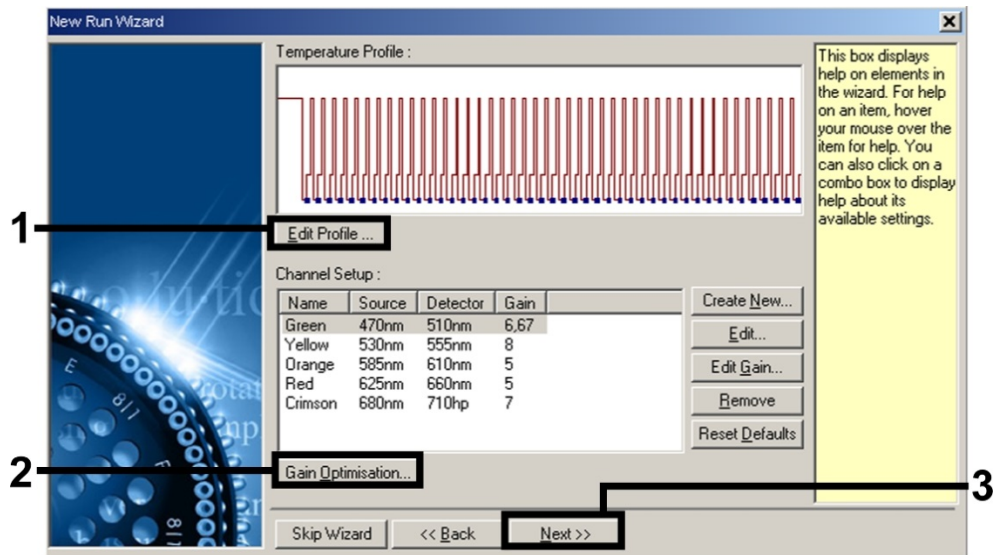 New Run Wizard
Temperature Profile :
1
Edit Profile ...
Channel Setup :
Name Source Detector Gain
Green 470nm 510nm 6,67
Yellow 530nm 555nm 8
Orange 585nm 610nm 5
Red 625nm 660nm 5
Crimson 680nm 710hp 7
Create New...
Edit...
Edit Gain...
Remove
Reset Defaults
2
Gain Optimisation...
3
Skip Wizard << Back Next >>
This box displays
help on elements in
the wizard. For help
on an item, hover
your mouse over the
item for help. You
can also click on a
combo box to display
help about its
available settings.